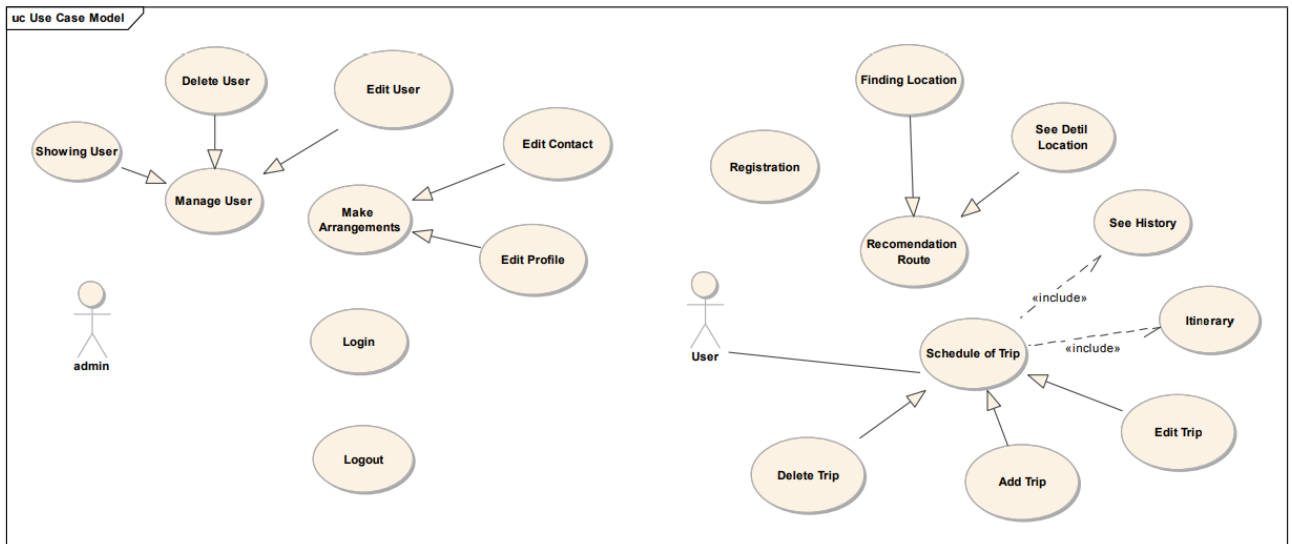 uc Use Case Model
Delete User
Edit User
Showing User
Manage User
Edit Contact
Make
Arrangements
Edit Profile
admin
Login
Logout
Finding Location
See Detil
Location
Registration
Recomendation
Route
See History
«include»
Itinerary
«include»
User
Schedule of Trip
Edit Trip
Delete Trip
Add Trip